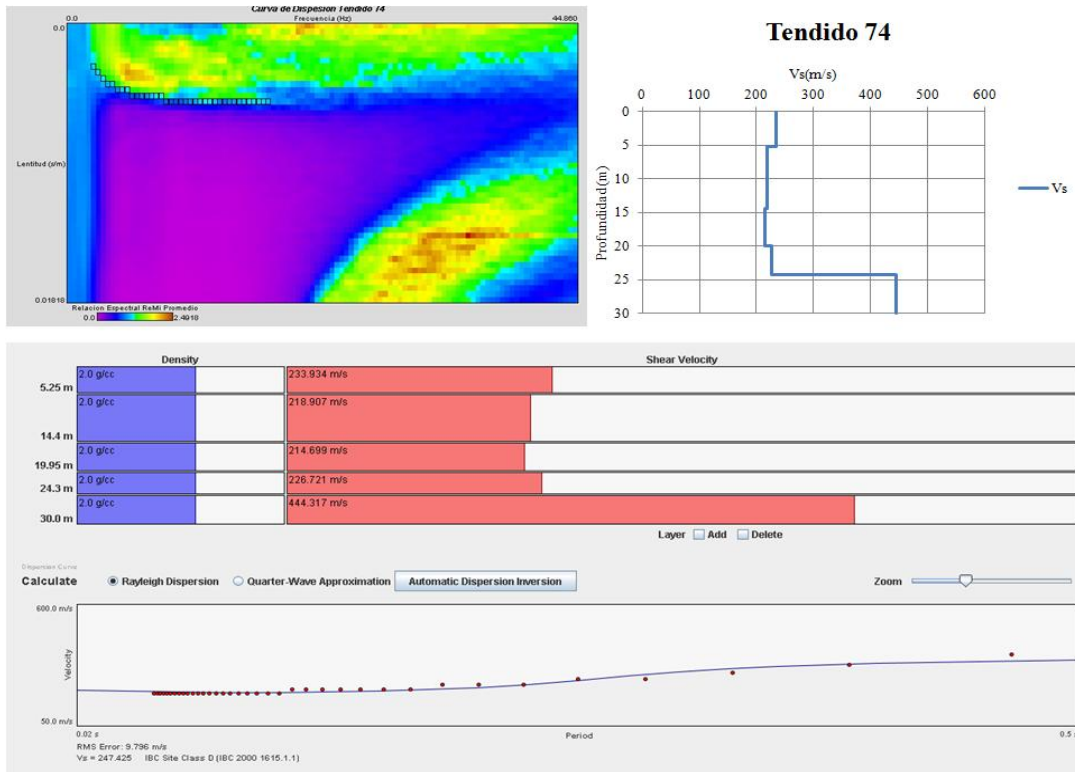 Curva de Dispesión Tendido 74
0.0 Frecuencia (Hz) 44.860
0.0
Lentitud (s/m)
0.01818
Relacion Espectral ReMi Promedio
0.0 2.4918
Tendido 74
Vs(m/s)
0 100 200 300 400 500 600
0
5
10
15
20
25
30
Profundidad (m)
Vs
Density Shear Velocity
2.0 g/cc 233.934 m/s
5.25 m
2.0 g/cc 218.907 m/s
14.4 m
2.0 g/cc 214.699 m/s
19.95 m
2.0 g/cc 226.721 m/s
24.3 m
2.0 g/cc 444.317 m/s
30.0 m
Layer Add Delete
Dispersion Curve
Calculate Rayleigh Dispersion Quarter-Wave Approximation Automatic Dispersion Inversion Zoom
600.0 m/s
Velocity
50.0 m/s
0.02 s Period 0.5 s
RMS Error: 9.796 m/s
Vs = 247.425 IBC Site Class D (IBC 2000 1615.1.1)